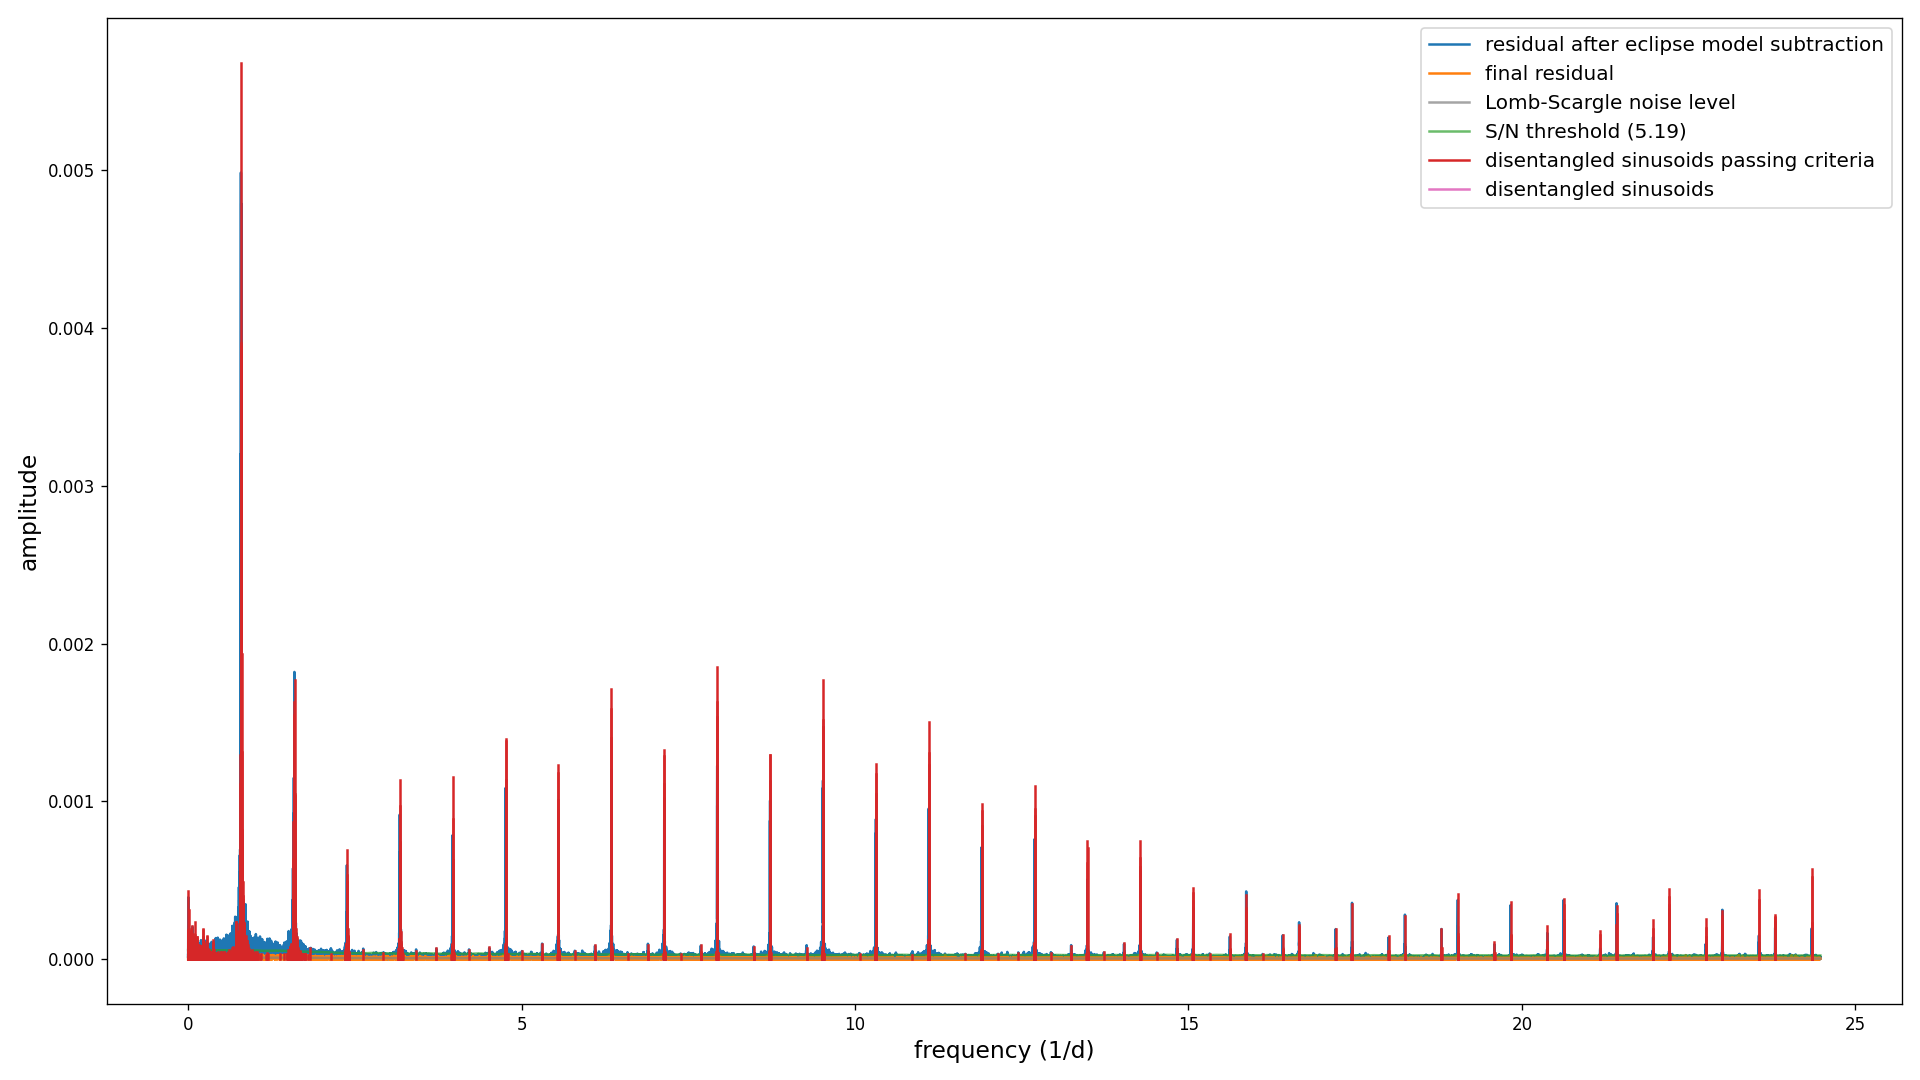 residual after eclipse model subtraction
final residual
Lomb-Scargle noise level
S/N threshold (5.19)
disentangled sinusoids passing criteria
disentangled sinusoids
amplitude
0.005
0.004
0.003
0.002
0.001
0.000
0 5 10 15 20 25
frequency (1/d)